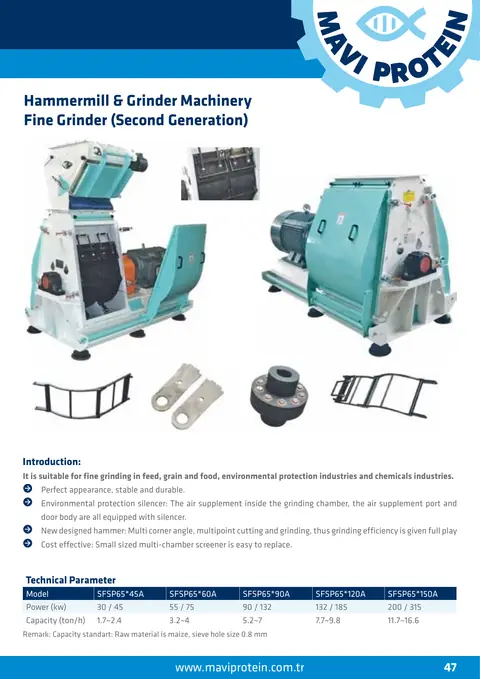 MAVI PROTEIN
Hammermill & Grinder Machinery
Fine Grinder (Second Generation)
Introduction:
It is suitable for fine grinding in feed, grain and food, environmental protection industries and chemicals industries.
Perfect appearance, stable and durable.
Environmental protection silencer: The air supplement inside the grinding chamber, the air supplement port and
door body are all equipped with silencer.
New designed hammer: Multi corner angle, multipoint cutting and grinding, thus grinding efficiency is given full play
Cost effective: Small sized multi-chamber screener is easy to replace.
Technical Parameter
Model SFSP65*45A SFSP65*60A SFSP65*90A SFSP65*120A SFSP65*150A
Power (kw) 30 / 45 55 / 75 90 / 132 132 / 185 200 / 315
Capacity (ton/h) 1.7~2.4 3.2~4 5.2~7 7.7~9.8 11.7~16.6
Remark: Capacity standart: Raw material is maize, sieve hole size 0.8 mm
www.maviprotein.com.tr 47